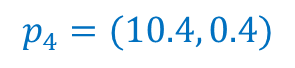 p₄ = (10.4, 0.4)